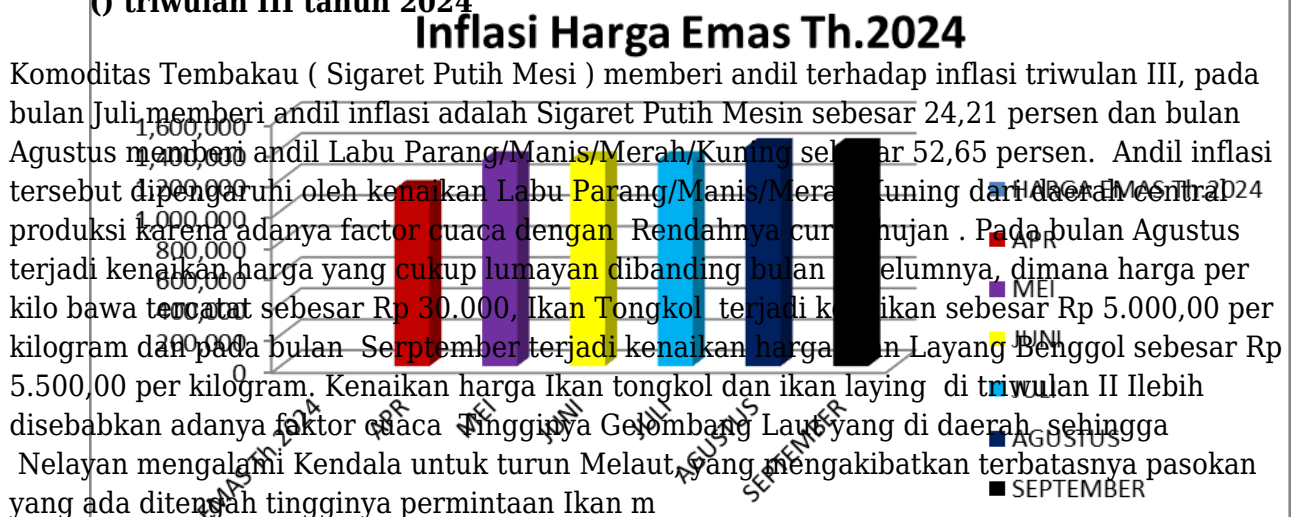 () triwulan III tahun 2024
Inflasi Harga Emas Th.2024
Komoditas Tembakau ( Sigaret Putih Mesi ) memberi andil terhadap inflasi triwulan III, pada
bulan Juli memberi andil inflasi adalah Sigaret Putih Mesin sebesar 24,21 persen dan bulan
Agustus memberi andil Labu Parang/Manis/Merah/Kuning sebesar 52,65 persen. Andil inflasi
tersebut dipengaruhi oleh kenaikan Labu Parang/Manis/Merah/Kuning dari daerah central
produksi karena adanya factor cuaca dengan Rendahnya curah hujan . Pada bulan Agustus
terjadi kenaikan harga yang cukup lumayan dibanding bulan sebelumnya, dimana harga per
kilo bawa tercatat sebesar Rp 30.000, Ikan Tongkol terjadi kenaikan sebesar Rp 5.000,00 per
kilogram dan pada bulan Serptember terjadi kenaikan harga Ikan Layang Benggol sebesar Rp
5.500,00 per kilogram. Kenaikan harga Ikan tongkol dan ikan laying di triwulan II Ilebih
disebabkan adanya faktor cuaca Tingginya Gelombang Laut yang di daerah sehingga
Nelayan mengalami Kendala untuk turun Melaut, yang mengakibatkan terbatasnya pasokan
yang ada ditengah tingginya permintaan Ikan m
1,600,000
1,400,000
1,200,000
1,000,000
800,000
600,000
400,000
200,000
0
EMAS Th.2024
APR
MEI
JUNI
JULI
AGUSTUS
SEPTEMBER
HARGA EMAS Th.2024
APR
MEI
JUNI
JULI
AGUSTUS
SEPTEMBER